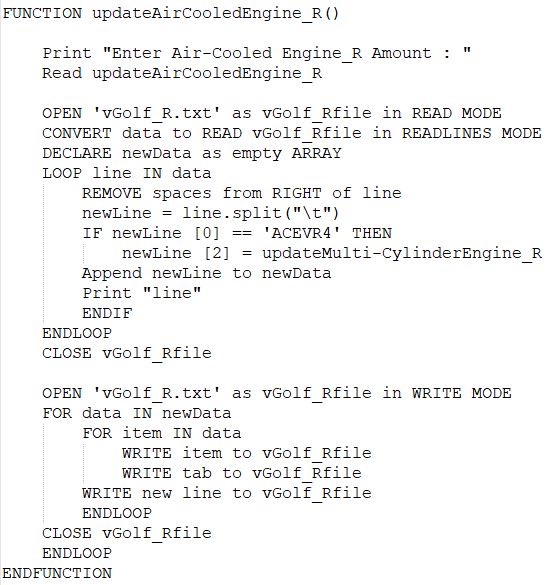 FUNCTION updateAirCooledEngine_R()
Print "Enter Air-Cooled Engine_R Amount : "
Read updateAirCooledEngine_R
OPEN 'vGolf_R.txt' as vGolf_Rfile in READ MODE
CONVERT data to READ vGolf_Rfile in READLINES MODE
DECLARE newData as empty ARRAY
LOOP line IN data
REMOVE spaces from RIGHT of line
newLine = line.split("\t")
IF newLine [0] == 'ACEVR4' THEN
newLine [2] = updateMulti-CylinderEngine_R
Append newLine to newData
Print "line"
ENDIF
ENDLOOP
CLOSE vGolf_Rfile
OPEN 'vGolf_R.txt' as vGolf_Rfile in WRITE MODE
FOR data IN newData
FOR item IN data
WRITE item to vGolf_Rfile
WRITE tab to vGolf_Rfile
WRITE new line to vGolf_Rfile
ENDLOOP
CLOSE vGolf_Rfile
ENDLOOP
ENDFUNCTION